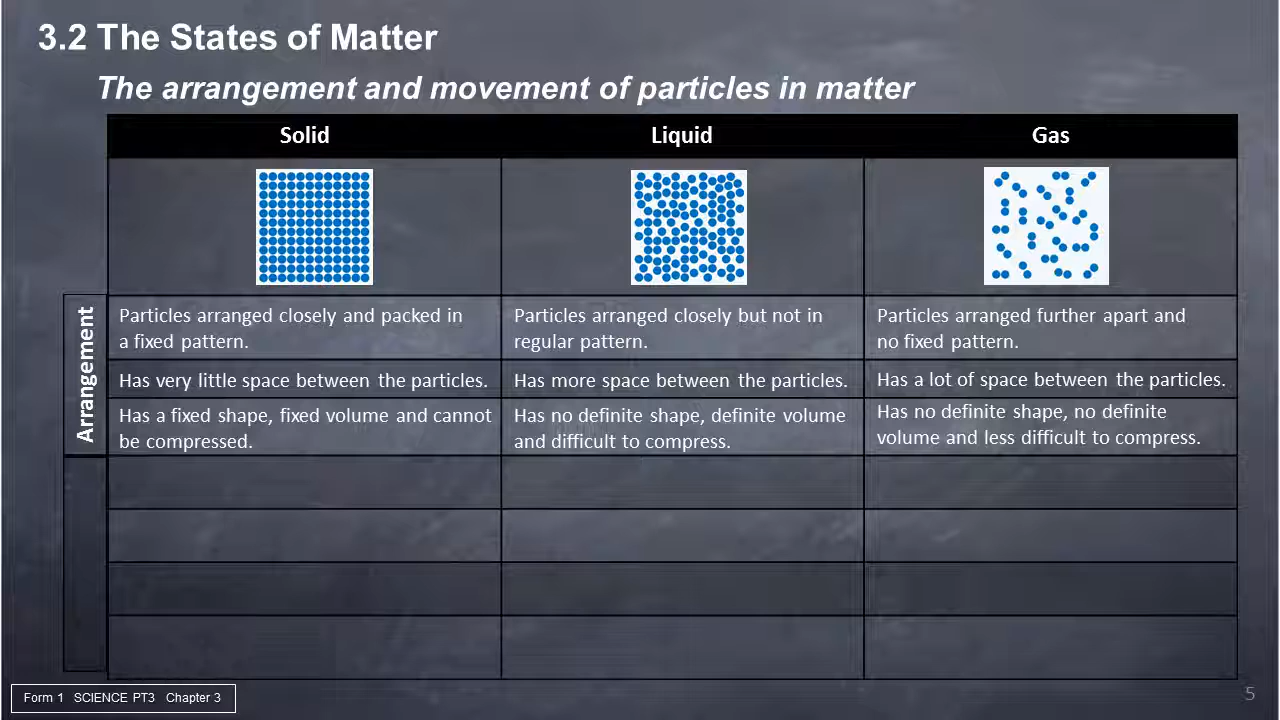 3.2 The States of Matter
The arrangement and movement of particles in matter
Solid
Liquid
Gas
Arrangement
Particles arranged closely and packed in
a fixed pattern.
Particles arranged closely but not in
regular pattern.
Particles arranged further apart and
no fixed pattern.
Has very little space between the particles.
Has more space between the particles.
Has a lot of space between the particles.
Has a fixed shape, fixed volume and cannot
be compressed.
Has no definite shape, definite volume
and difficult to compress.
Has no definite shape, no definite
volume and less difficult to compress.
Form 1 SCIENCE PT3 Chapter 3
5